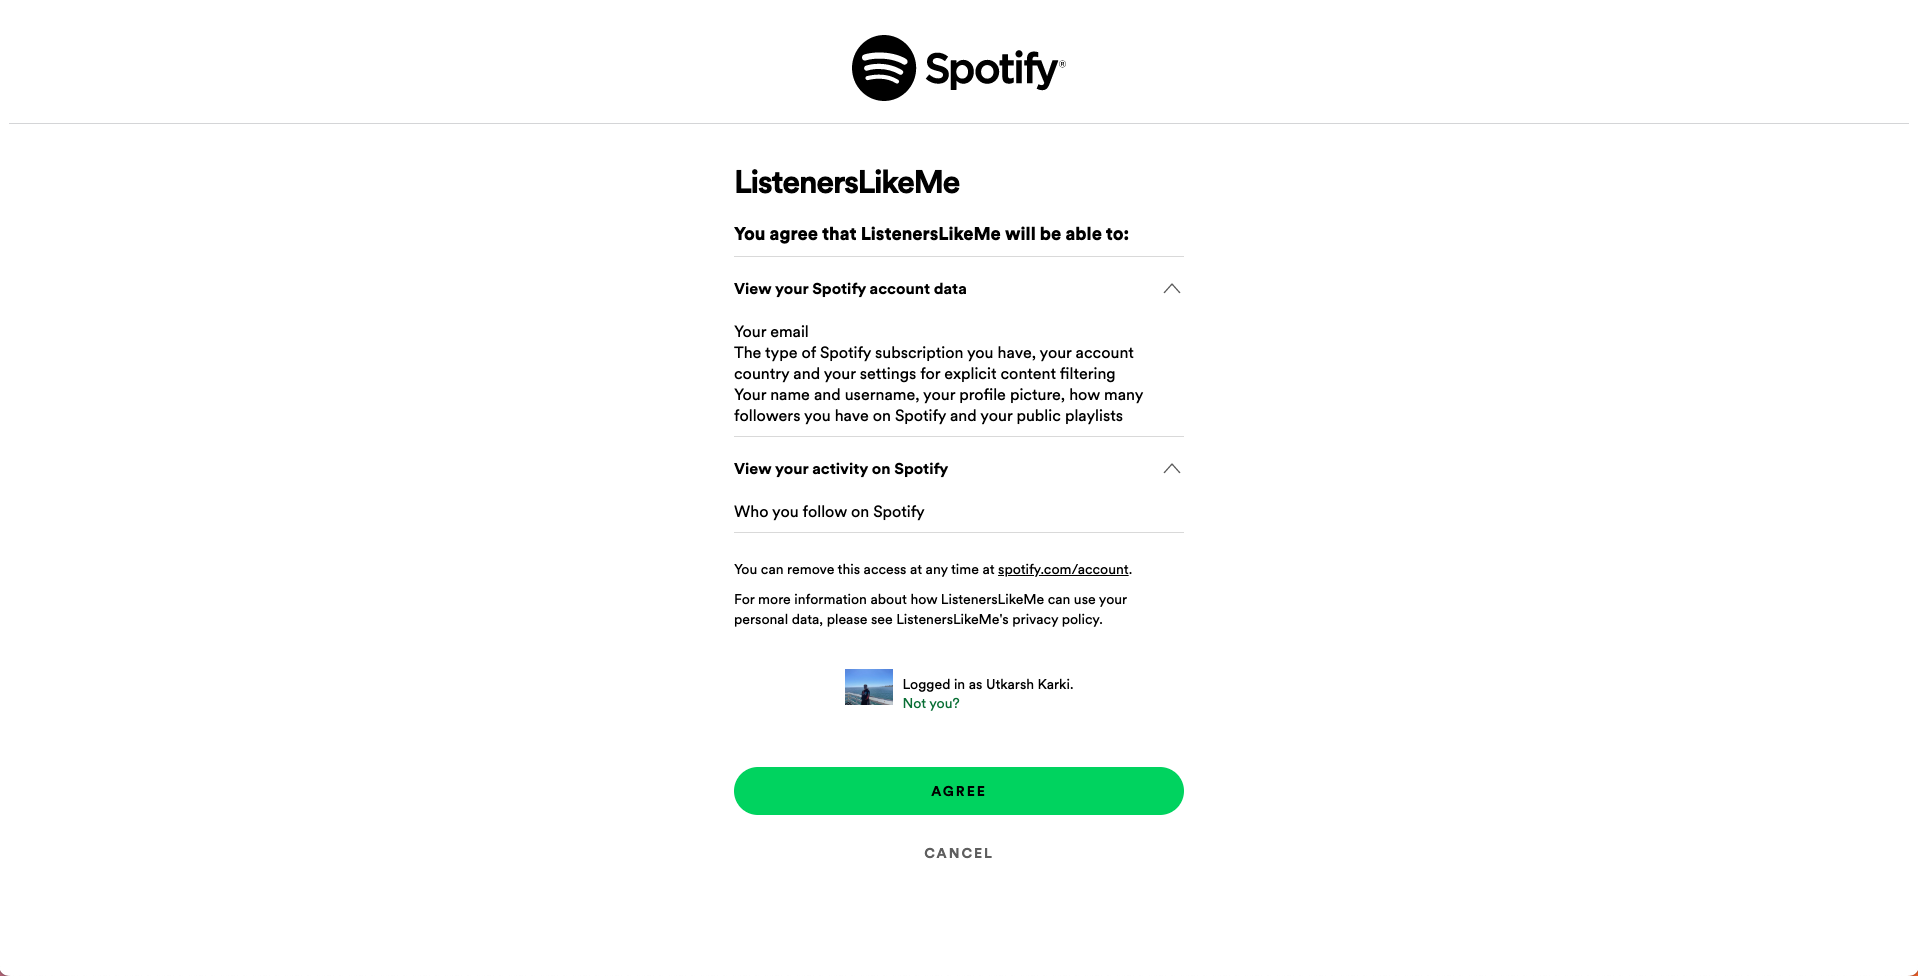 Spotify®
ListenersLikeMe
You agree that ListenersLikeMe will be able to:
View your Spotify account data
Your email
The type of Spotify subscription you have, your account
country and your settings for explicit content filtering
Your name and username, your profile picture, how many
followers you have on Spotify and your public playlists
View your activity on Spotify
Who you follow on Spotify
You can remove this access at any time at spotify.com/account.
For more information about how ListenersLikeMe can use your
personal data, please see ListenersLikeMe's privacy policy.
Logged in as Utkarsh Karki.
Not you?
AGREE
CANCEL